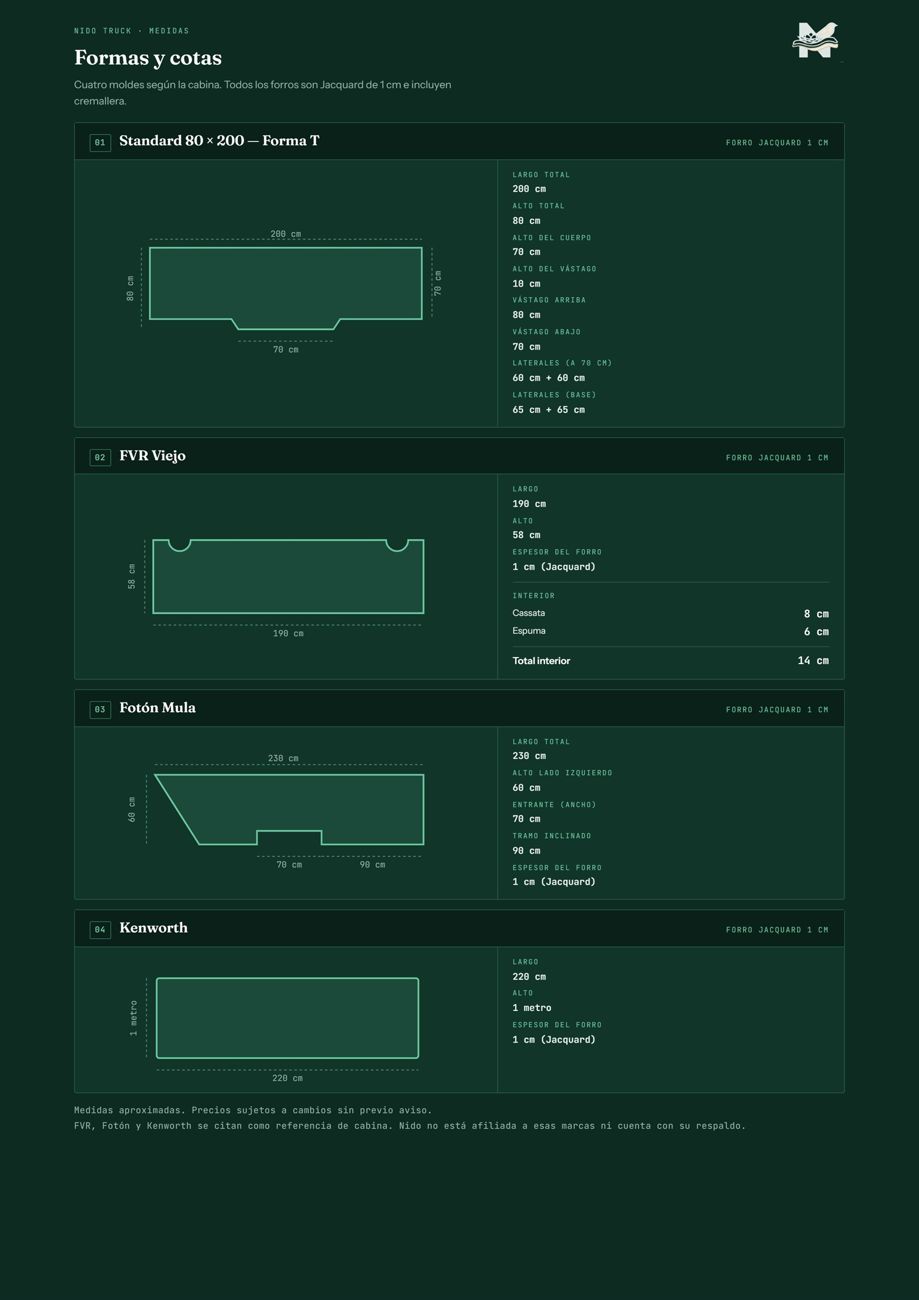 NIDO TRUCK · MEDIDAS
Formas y cotas
Cuatro moldes según la cabina. Todos los forros son Jacquard de 1 cm e incluyen
cremallera.
01 Standard 80 × 200 — Forma T FORRO JACQUARD 1 CM
200 cm
80 cm
70 cm
70 cm
LARGO TOTAL
200 cm
ALTO TOTAL
80 cm
ALTO DEL CUERPO
70 cm
ALTO DEL VÁSTAGO
10 cm
VÁSTAGO ARRIBA
80 cm
VÁSTAGO ABAJO
70 cm
LATERALES (A 70 CM)
60 cm + 60 cm
LATERALES (BASE)
65 cm + 65 cm
02 FVR Viejo FORRO JACQUARD 1 CM
58 cm
190 cm
LARGO
190 cm
ALTO
58 cm
ESPESOR DEL FORRO
1 cm (Jacquard)
INTERIOR
Cassata 8 cm
Espuma 6 cm
Total interior 14 cm
03 Fotón Mula FORRO JACQUARD 1 CM
230 cm
60 cm
70 cm 90 cm
LARGO TOTAL
230 cm
ALTO LADO IZQUIERDO
60 cm
ENTRANTE (ANCHO)
70 cm
TRAMO INCLINADO
90 cm
ESPESOR DEL FORRO
1 cm (Jacquard)
04 Kenworth FORRO JACQUARD 1 CM
1 metro
220 cm
LARGO
220 cm
ALTO
1 metro
ESPESOR DEL FORRO
1 cm (Jacquard)
Medidas aproximadas. Precios sujetos a cambios sin previo aviso.
FVR, Fotón y Kenworth se citan como referencia de cabina. Nido no está afiliada a esas marcas ni cuenta con su respaldo.